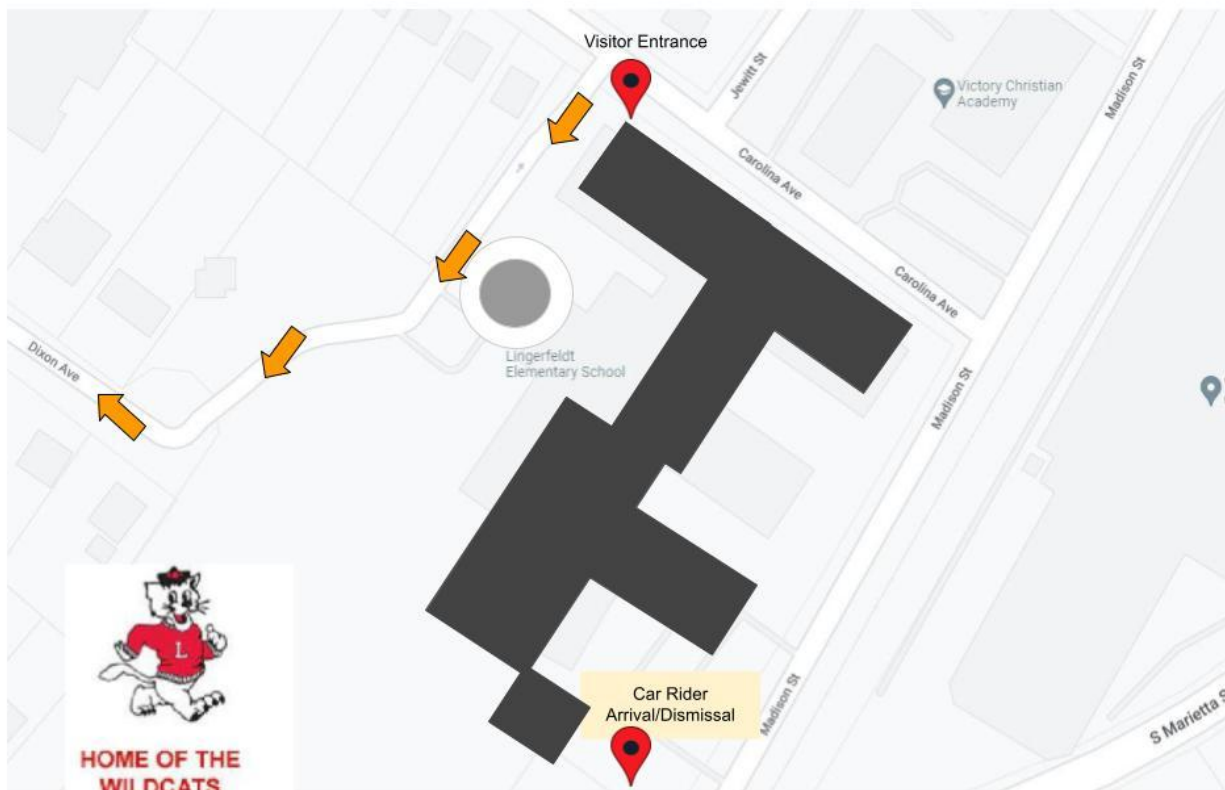 Visitor Entrance
Jewitt St
Madison St
Victory Christian
Academy
Carolina Ave
Carolina Ave
Madison St
Dixon Ave
Lingerfeldt
Elementary School
L
Car Rider
Arrival/Dismissal
Madison St
S Marietta S
HOME OF THE
WILDCATS